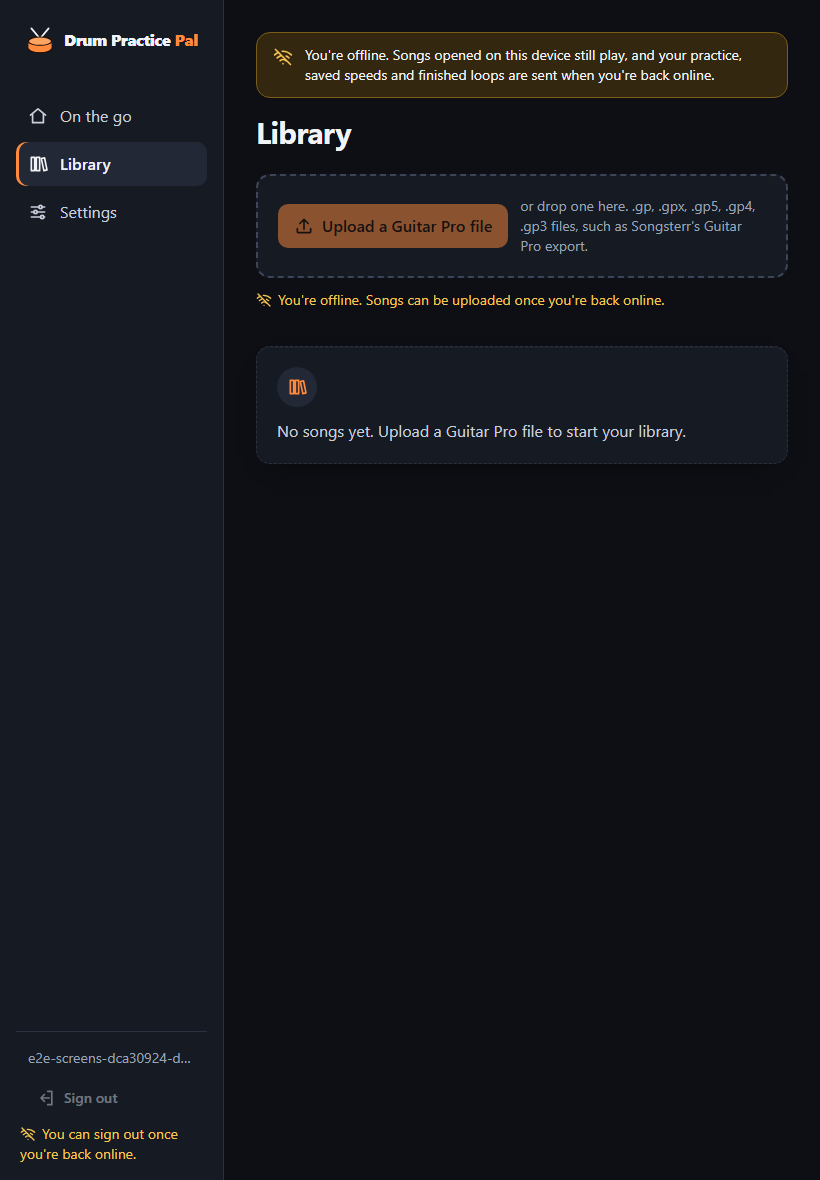 Drum Practice Pal
On the go
Library
Settings
e2e-screens-dca30924-d...
Sign out
You can sign out once
you're back online.
You're offline. Songs opened on this device still play, and your practice,
saved speeds and finished loops are sent when you're back online.
Library
Upload a Guitar Pro file
or drop one here. .gp, .gpx, .gp5, .gp4,
.gp3 files, such as Songsterr's Guitar
Pro export.
You're offline. Songs can be uploaded once you're back online.
No songs yet. Upload a Guitar Pro file to start your library.